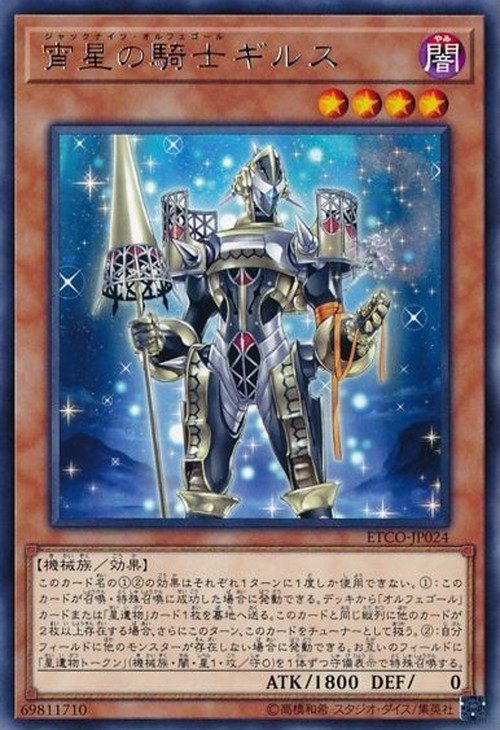 ジャックナイツ・オルフェゴール
宵星の騎士ギルス
やみ
闇
ETCO-JP024
【機械族／効果】
このカード名の①②の効果はそれぞれ1ターンに1度しか使用できない。①：この
カードが召喚・特殊召喚に成功した場合に発動できる。デッキから「オルフェゴール」
カードまたは「星遺物」カード1枚を墓地へ送る。このカードと同じ縦列に他のカードが
2枚以上存在する場合、さらにこのターン、このカードをチューナーとして扱う。②：自分
フィールドに他のモンスターが存在しない場合に発動できる。お互いのフィールドに
「星遺物トークン」(機械族・闇・星1・攻／守0)を1体ずつ守備表示で特殊召喚する。
ATK/1800 DEF/ 0
69811710
©高橋和希 スタジオ・ダイス/集英社